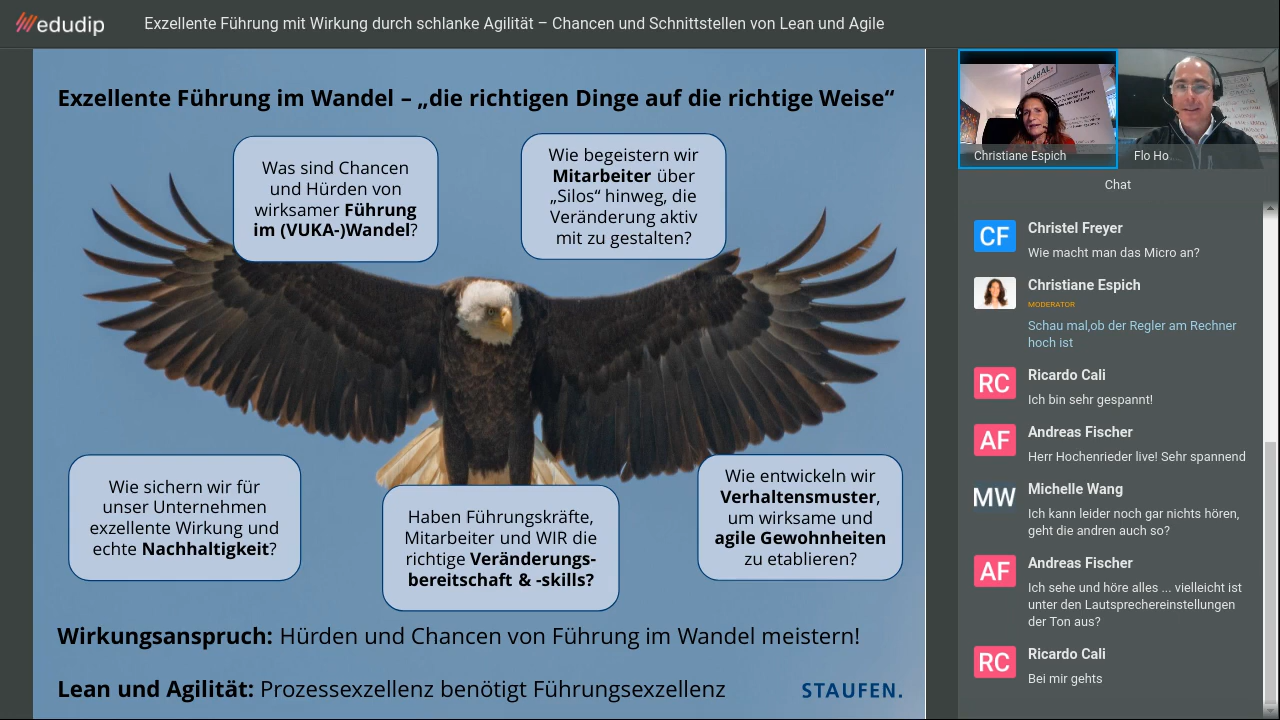 edudip
Exzellente Führung mit Wirkung durch schlanke Agilität – Chancen und Schnittstellen von Lean und Agile
Exzellente Führung im Wandel – „die richtigen Dinge auf die richtige Weise“
Was sind Chancen
und Hürden von
wirksamer Führung
im (VUKA-)Wandel?
Wie begeistern wir
Mitarbeiter über
„Silos“ hinweg, die
Veränderung aktiv
mit zu gestalten?
Wie sichern wir für
unser Unternehmen
exzellente Wirkung und
echte Nachhaltigkeit?
Haben Führungskräfte,
Mitarbeiter und WIR die
richtige Veränderungs-
bereitschaft & -skills?
Wie entwickeln wir
Verhaltensmuster,
um wirksame und
agile Gewohnheiten
zu etablieren?
Wirkungsanspruch: Hürden und Chancen von Führung im Wandel meistern!
Lean und Agilität: Prozessexzellenz benötigt Führungsexzellenz
STAUFEN.
GABAL
Christiane Espich
Flo Ho
Chat
CF
Christel Freyer
Wie macht man das Micro an?
Christiane Espich
MODERATOR
Schau mal,ob der Regler am Rechner
hoch ist
RC
Ricardo Cali
Ich bin sehr gespannt!
AF
Andreas Fischer
Herr Hochenrieder live! Sehr spannend
MW
Michelle Wang
Ich kann leider noch gar nichts hören,
geht die andren auch so?
AF
Andreas Fischer
Ich sehe und höre alles ... vielleicht ist
unter den Lautsprechereinstellungen
der Ton aus?
RC
Ricardo Cali
Bei mir gehts